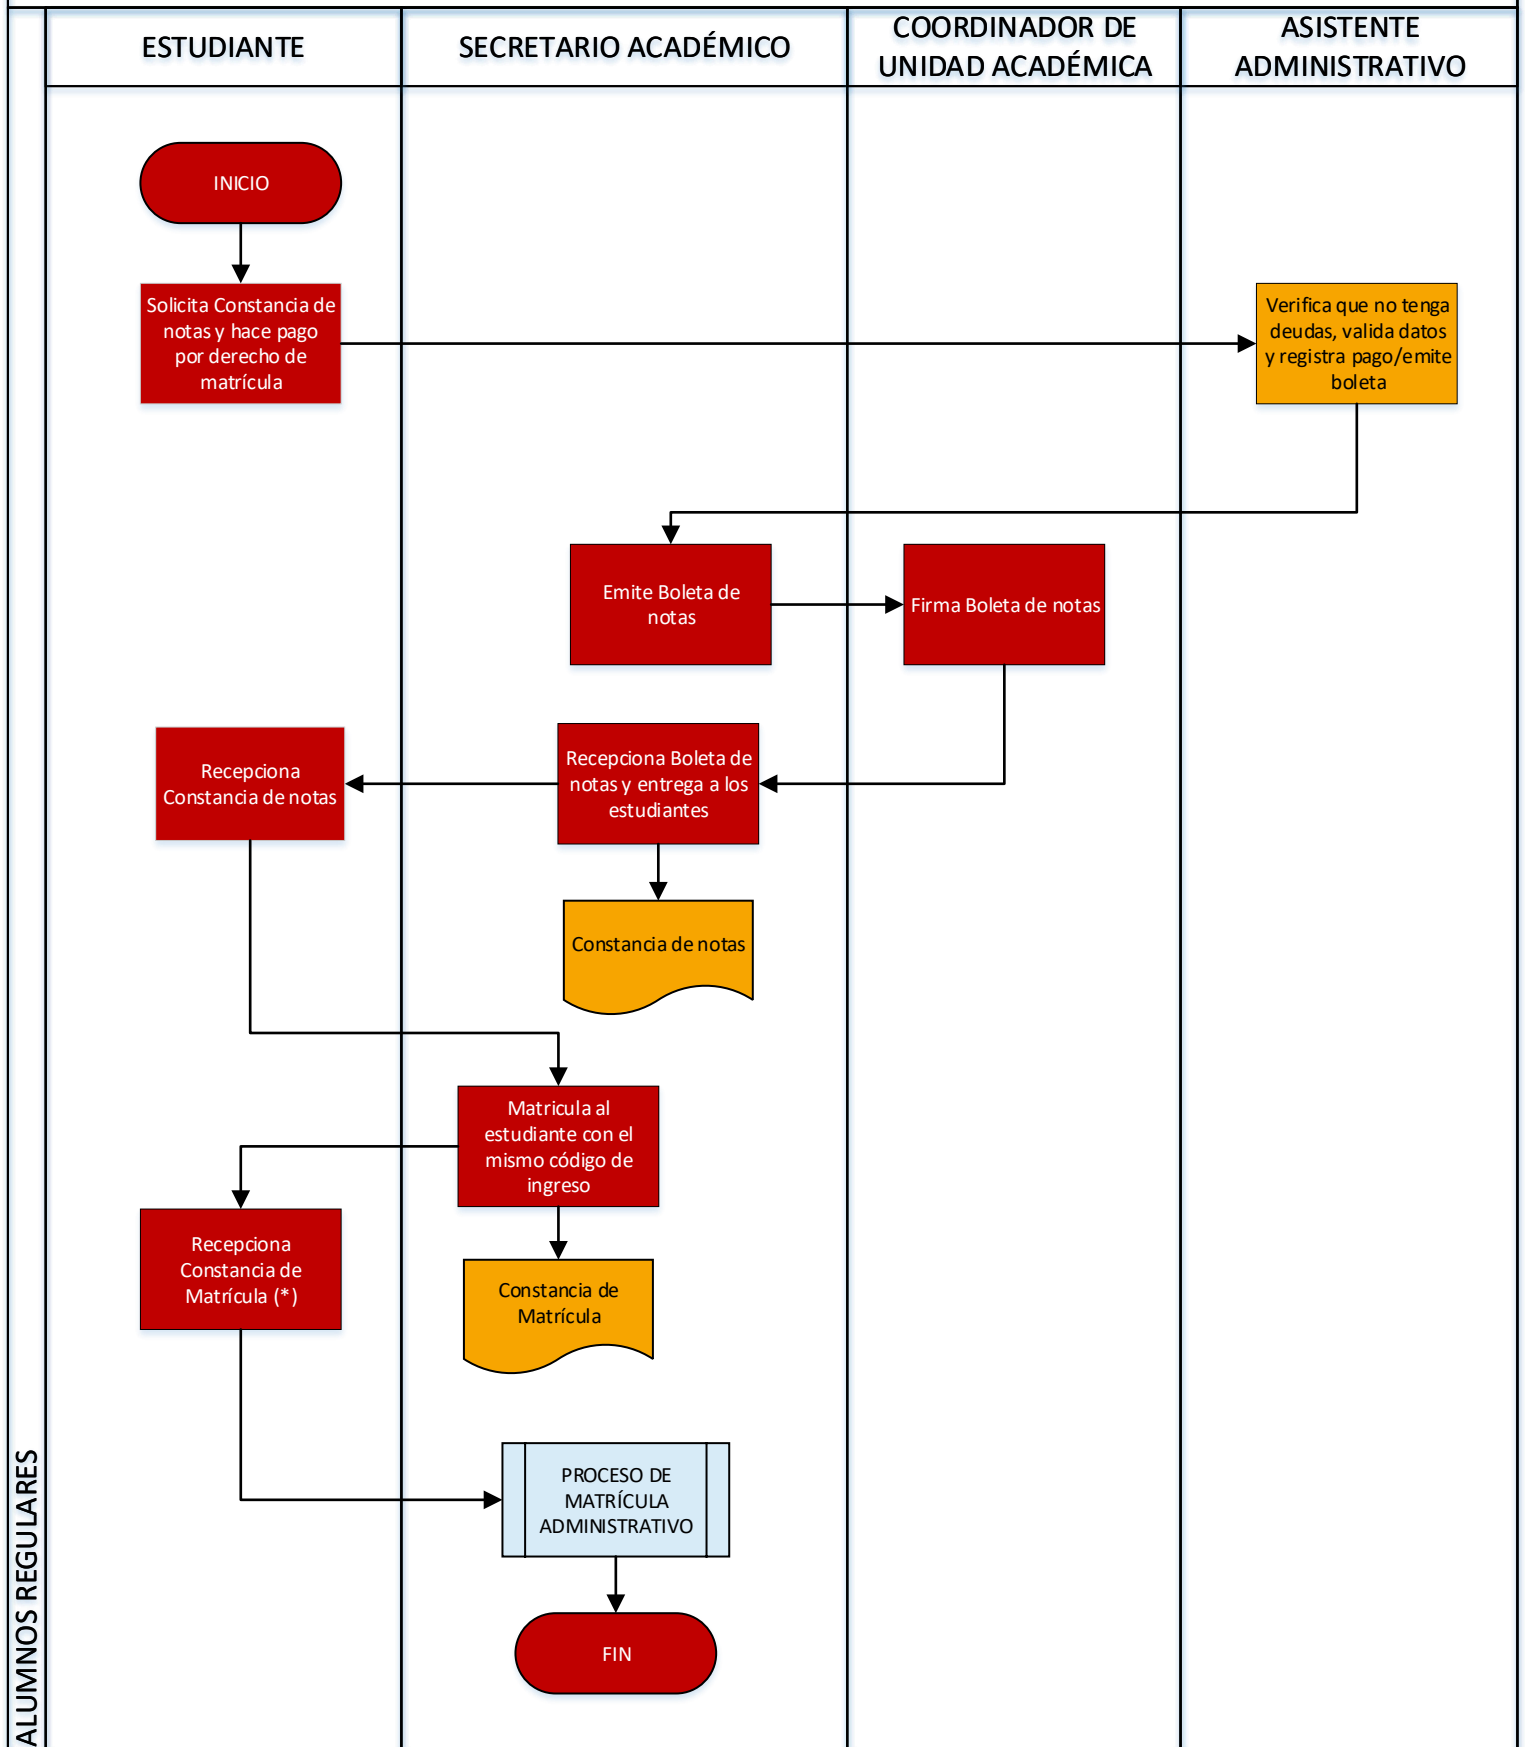 ESTUDIANTE
SECRETARIO ACADÉMICO
COORDINADOR DE
UNIDAD ACADÉMICA
ASISTENTE
ADMINISTRATIVO
INICIO
Solicita Constancia de
notas y hace pago
por derecho de
matrícula
Verifica que no tenga
deudas, valida datos
y registra pago/emite
boleta
Emite Boleta de
notas
Firma Boleta de notas
Recepciona
Constancia de notas
Recepciona Boleta de
notas y entrega a los
estudiantes
Constancia de notas
Matricula al
estudiante con el
mismo código de
ingreso
Recepciona
Constancia de
Matrícula (*)
Constancia de
Matrícula
PROCESO DE
MATRÍCULA
ADMINISTRATIVO
FIN
ALUMNOS REGULARES